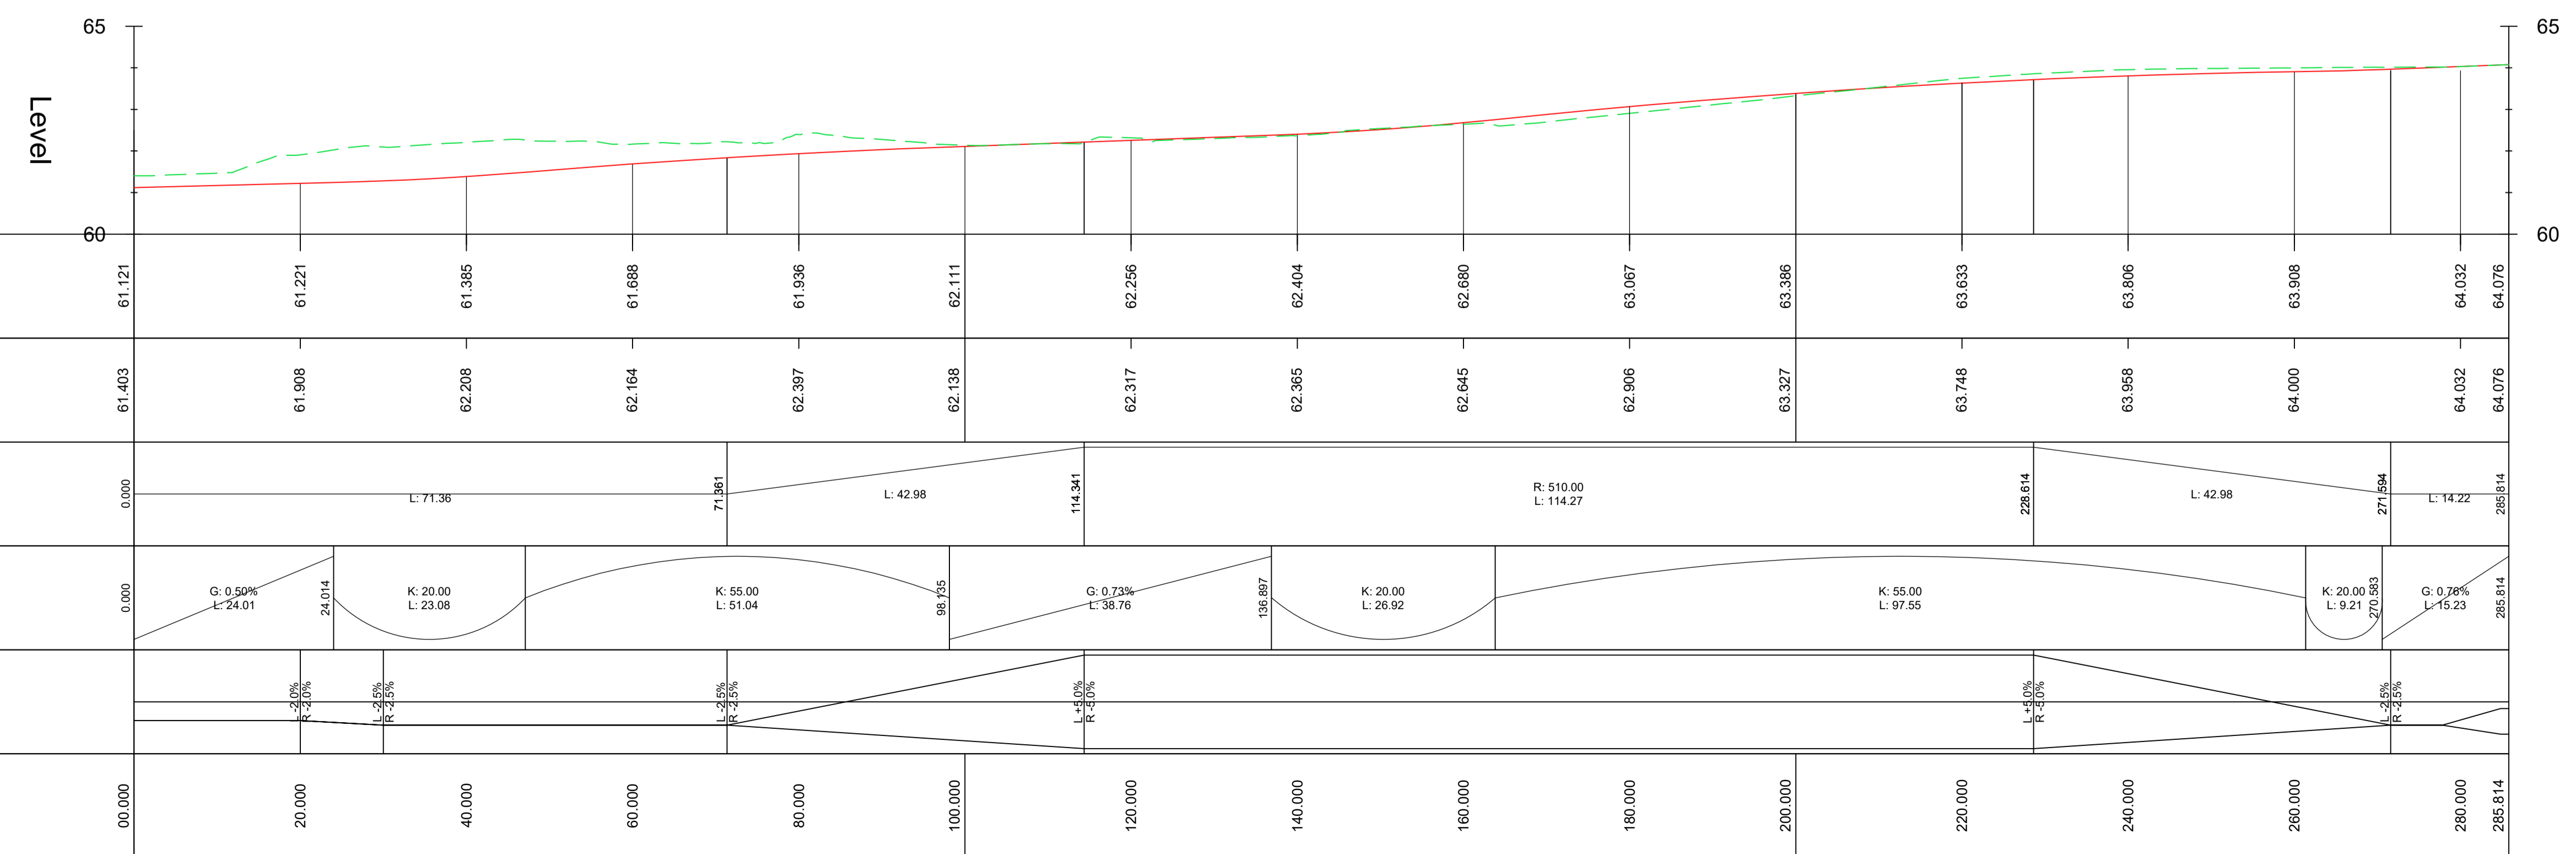 65
65
Level
60
60
61.121
61.221
61.385
61.688
61.936
62.111
62.256
62.404
62.680
63.067
63.386
63.633
63.806
63.908
64.032
64.076
61.403
61.908
62.208
62.164
62.397
62.138
62.317
62.365
62.645
62.906
63.327
63.748
63.958
64.000
64.032
64.076
0.000
L: 71.36
71.361
L: 42.98
114.341
R: 510.00
L: 114.27
228.614
L: 42.98
271.594
L: 14.22
285.814
0.000
G: 0.50%
L: 24.01
24.014
K: 20.00
L: 23.08
K: 55.00
L: 51.04
98.135
G: 0.73%
L: 38.76
136.897
K: 20.00
L: 26.92
K: 55.00
L: 97.55
K: 20.00
L: 9.21
270.583
G: 0.76%
L: 15.23
285.814
L -2.0%
R -2.0%
L -2.5%
R -2.5%
L -2.5%
R -2.5%
L +5.0%
R -5.0%
L +5.0%
R -5.0%
L -2.5%
R -2.5%
00.000
20.000
40.000
60.000
80.000
100.000
120.000
140.000
160.000
180.000
200.000
220.000
240.000
260.000
280.000
285.814